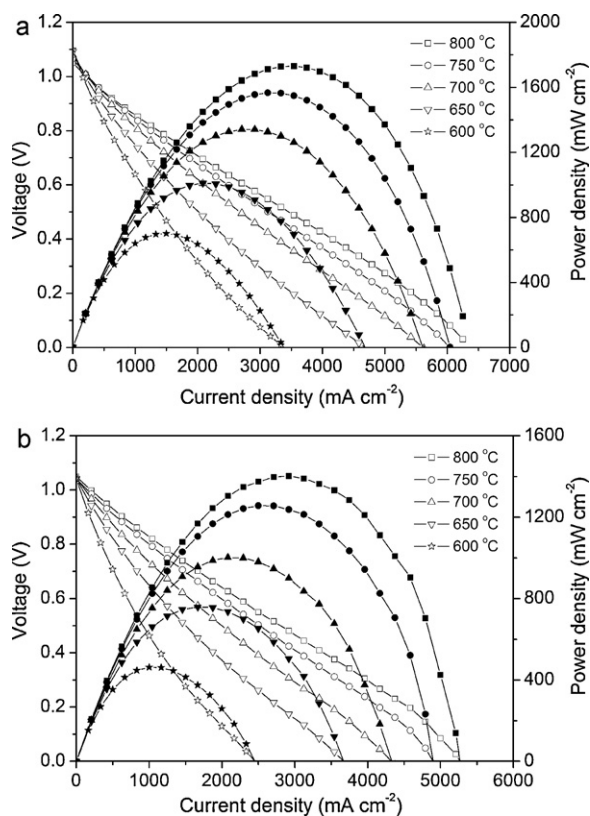 a
1.2
1.0
0.8
0.6
0.4
0.2
0.0
Voltage (V)
800 °C
750 °C
700 °C
650 °C
600 °C
2000
1600
1200
800
400
0
Power density (mW cm-2)
0 1000 2000 3000 4000 5000 6000 7000
Current density (mA cm-2)
b
1.2
1.0
0.8
0.6
0.4
0.2
0.0
Voltage (V)
800 °C
750 °C
700 °C
650 °C
600 °C
1600
1200
800
400
0
Power density (mW cm-2)
0 1000 2000 3000 4000 5000 6000
Current density (mA cm-2)